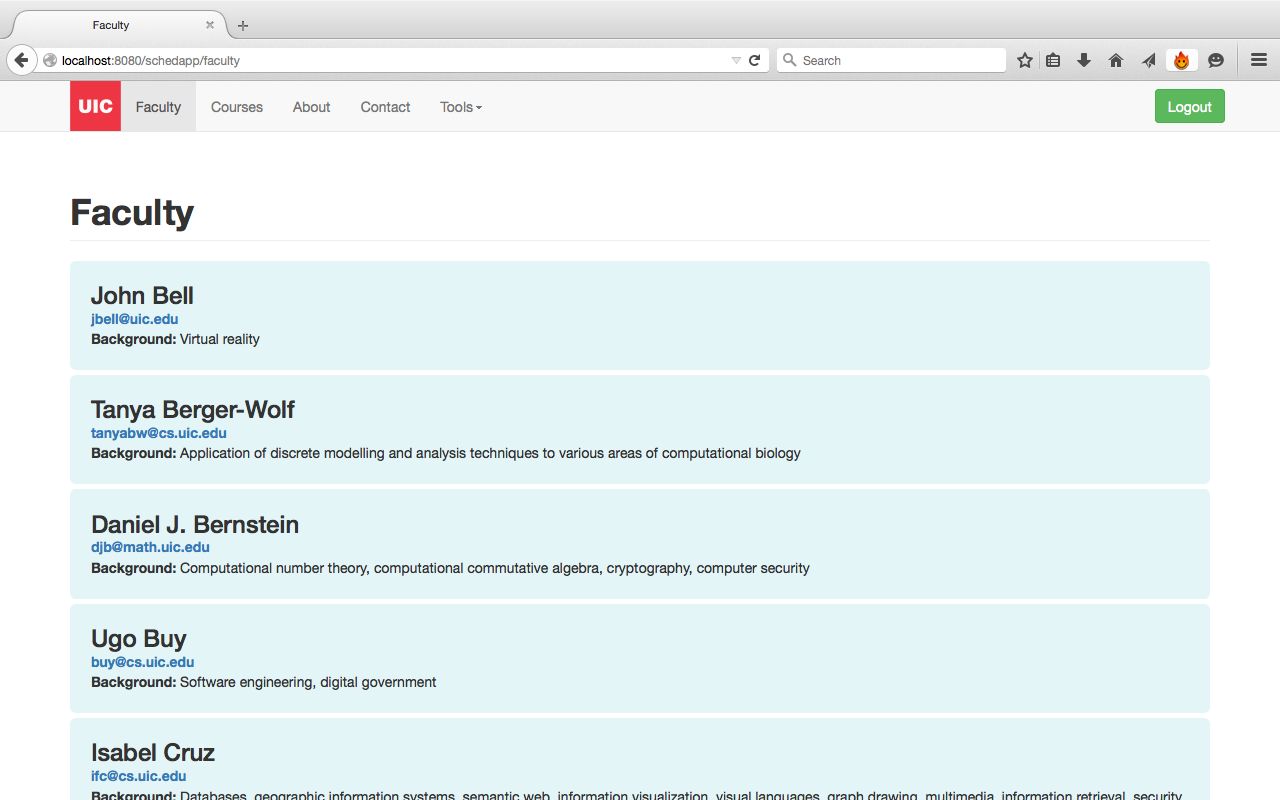 Faculty
localhost:8080/schedapp/faculty
Search
UIC
Faculty
Courses
About
Contact
Tools
Logout
Faculty
John Bell
jbell@uic.edu
Background: Virtual reality
Tanya Berger-Wolf
tanyabw@cs.uic.edu
Background: Application of discrete modelling and analysis techniques to various areas of computational biology
Daniel J. Bernstein
djb@math.uic.edu
Background: Computational number theory, computational commutative algebra, cryptography, computer security
Ugo Buy
buy@cs.uic.edu
Background: Software engineering, digital government
Isabel Cruz
ifc@cs.uic.edu
Background: Databases, geographic information systems, semantic web, information visualization, visual languages, graph drawing, multimedia, information retrieval, security